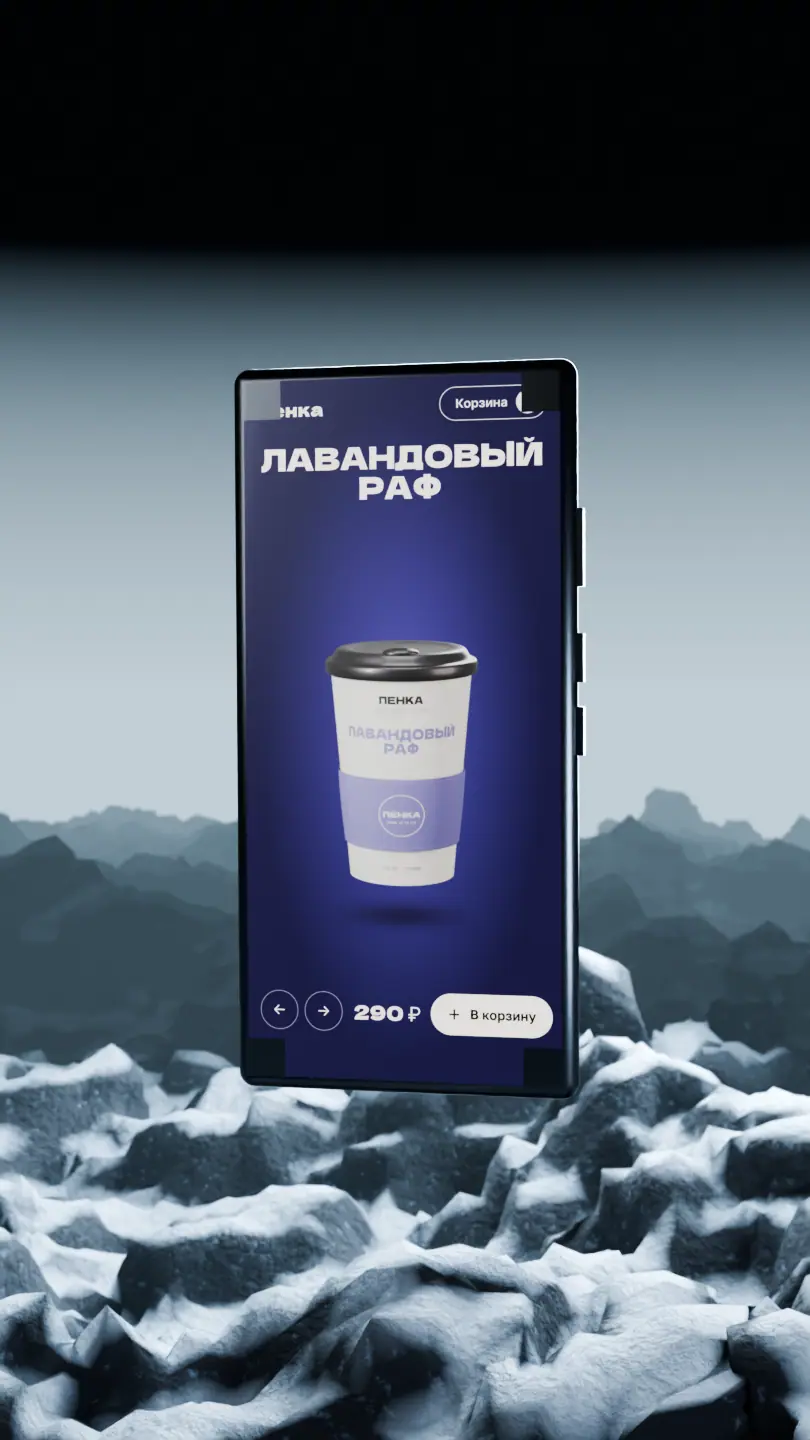 енка
Корзина
ЛАВАНДОВЫЙ
РАФ
ПЕНКА
ЛАВАНДОВЫЙ
РАФ
ПЕНКА
290 ₽
+ В корзину